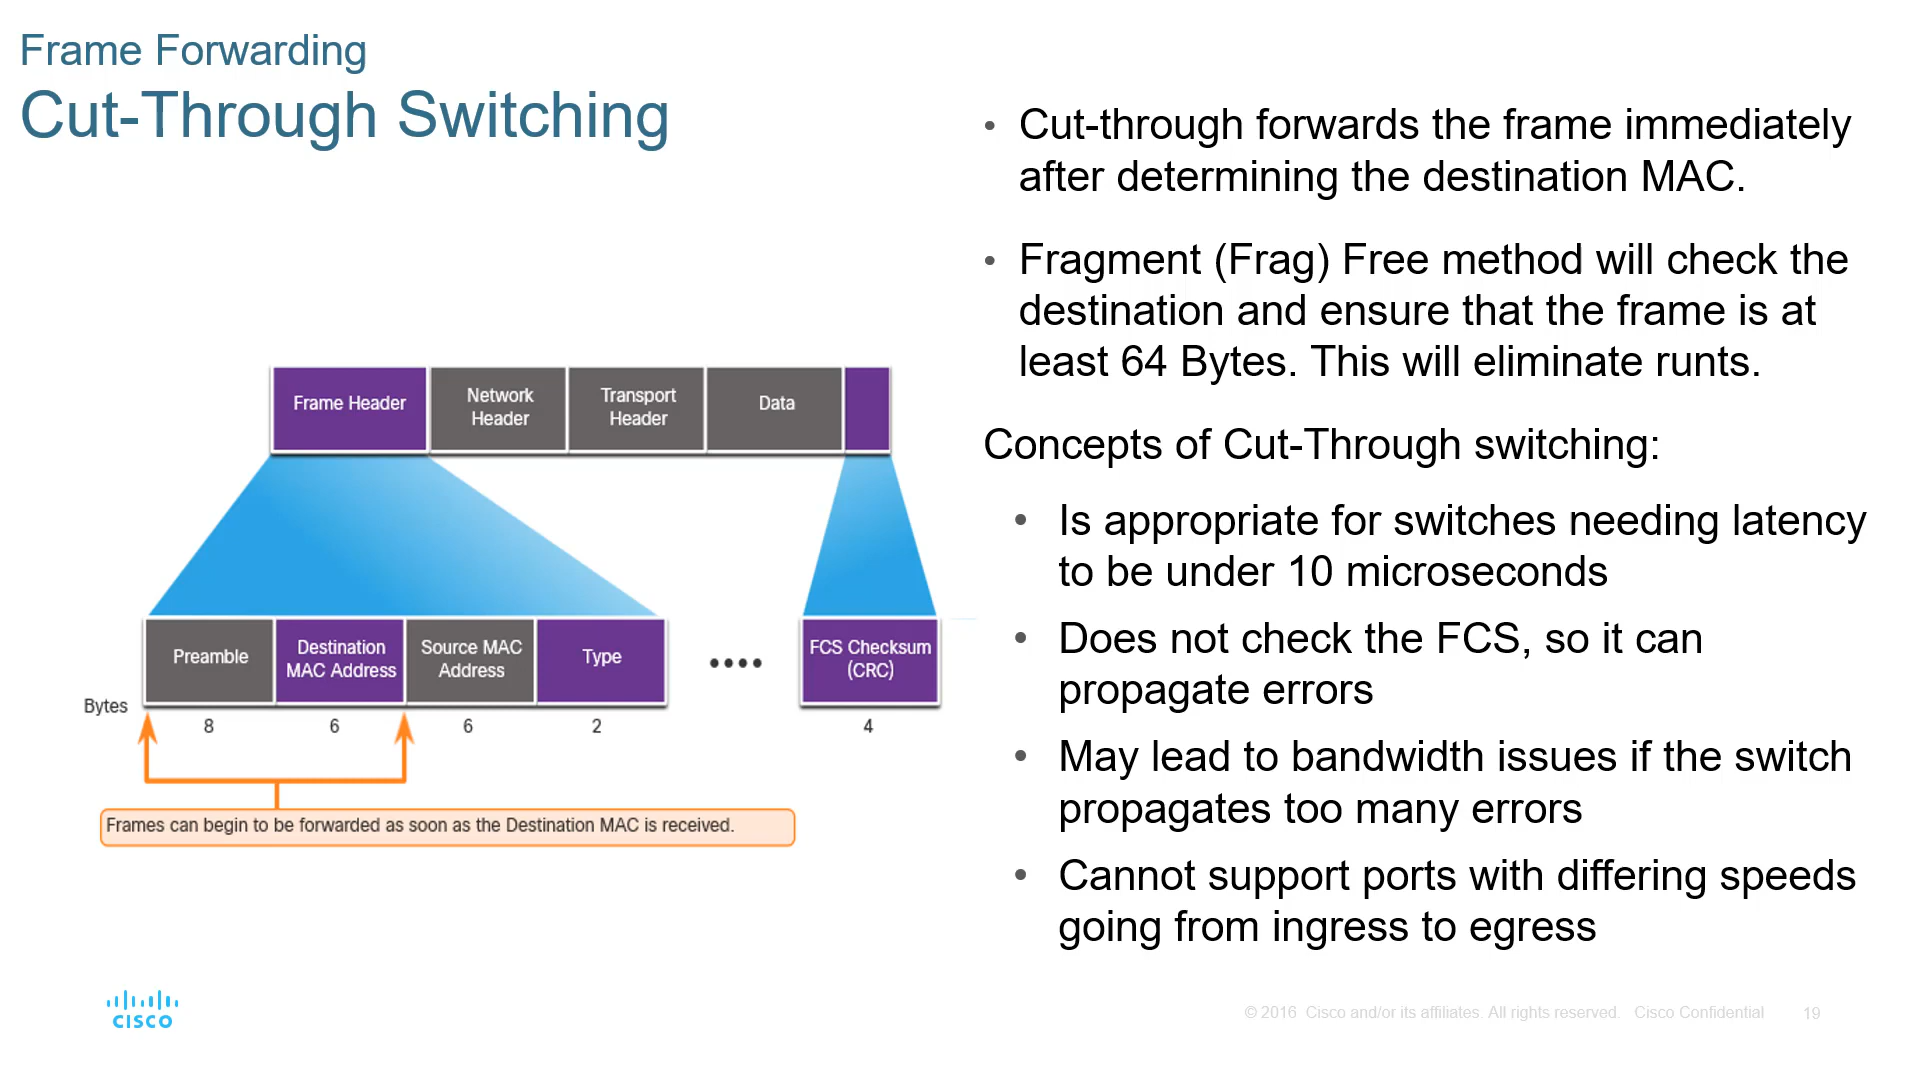 Frame Forwarding
Cut-Through Switching
• Cut-through forwards the frame immediately
after determining the destination MAC.
• Fragment (Frag) Free method will check the
destination and ensure that the frame is at
least 64 Bytes. This will eliminate runts.
Concepts of Cut-Through switching:
• Is appropriate for switches needing latency
to be under 10 microseconds
• Does not check the FCS, so it can
propagate errors
• May lead to bandwidth issues if the switch
propagates too many errors
• Cannot support ports with differing speeds
going from ingress to egress
Frame Header
Network
Header
Transport
Header
Data
Preamble
Destination
MAC Address
Source MAC
Address
Type
••••
FCS Checksum
(CRC)
Bytes
8
6
6
2
4
Frames can begin to be forwarded as soon as the Destination MAC is received.
CISCO
© 2016 Cisco and/or its affiliates. All rights reserved. Cisco Confidential
19